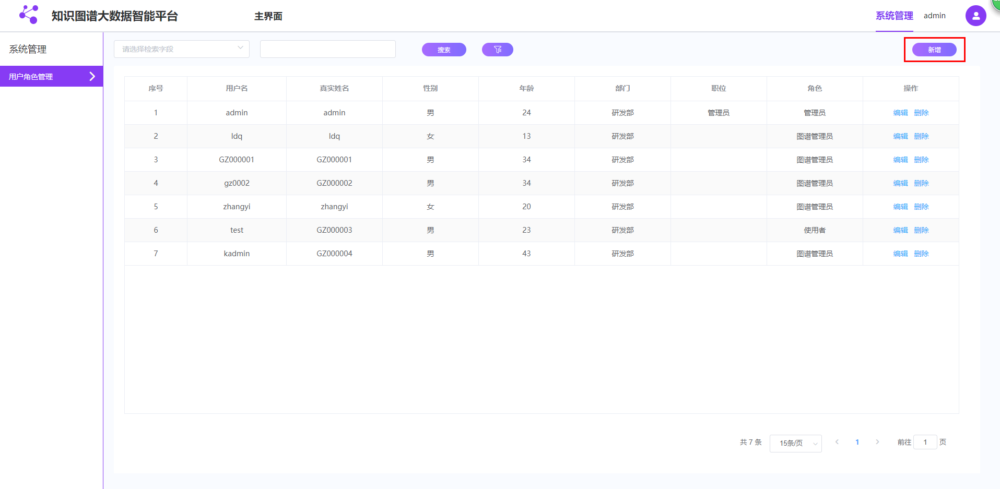 知识图谱大数据智能平台 主界面 系统管理 admin
系统管理
用户角色管理
请选择检索字段 搜索 新增
序号 用户名 真实姓名 性别 年龄 部门 职位 角色 操作
1 admin admin 男 24 研发部 管理员 管理员 编辑 删除
2 ldq ldq 女 13 研发部 图谱管理员 编辑 删除
3 GZ000001 GZ000001 男 34 研发部 图谱管理员 编辑 删除
4 gz0002 GZ000002 男 34 研发部 图谱管理员 编辑 删除
5 zhangyi zhangyi 女 20 研发部 图谱管理员 编辑 删除
6 test GZ000003 男 23 研发部 使用者 编辑 删除
7 kadmin GZ000004 男 43 研发部 图谱管理员 编辑 删除
共 7 条 15条/页 1 前往 1 页